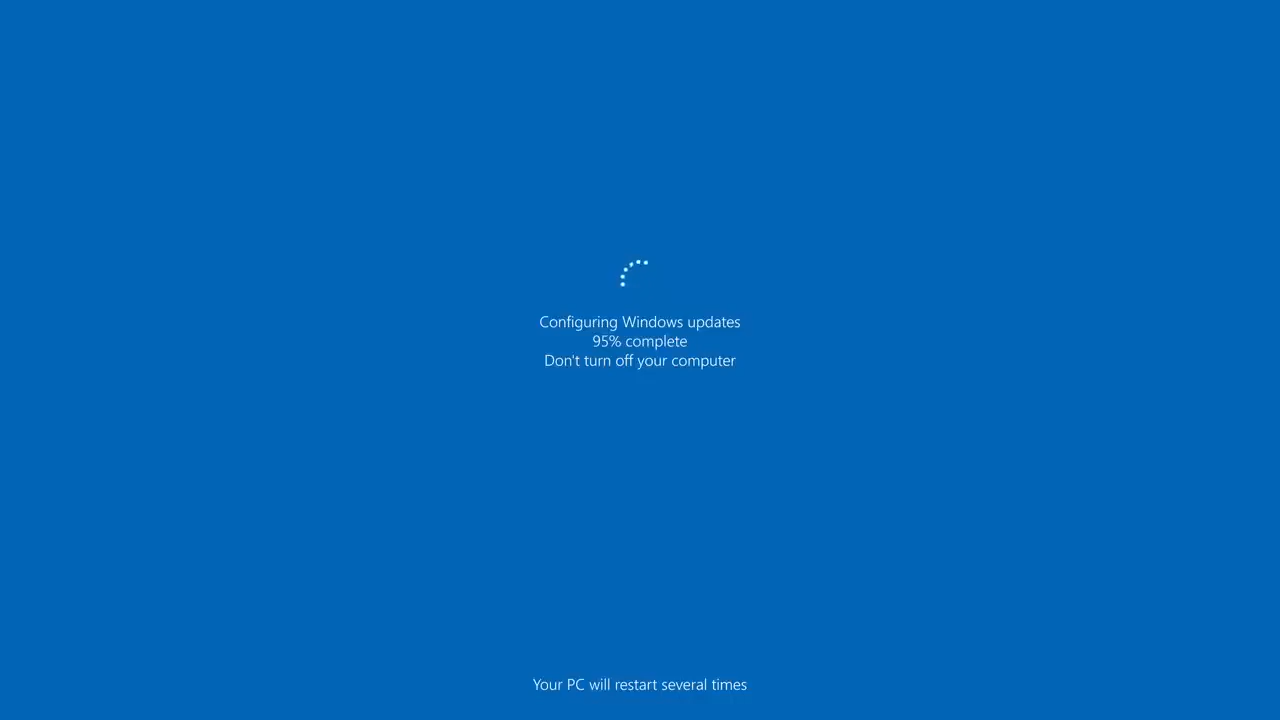 Configuring Windows updates
95% complete
Don't turn off your computer
Your PC will restart several times